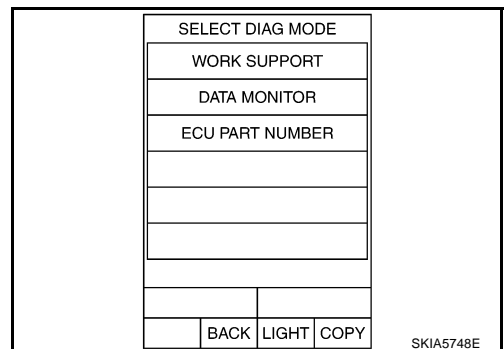 SELECT DIAG MODE
WORK SUPPORT
DATA MONITOR
ECU PART NUMBER
BACK LIGHT COPY
SKIA5748E